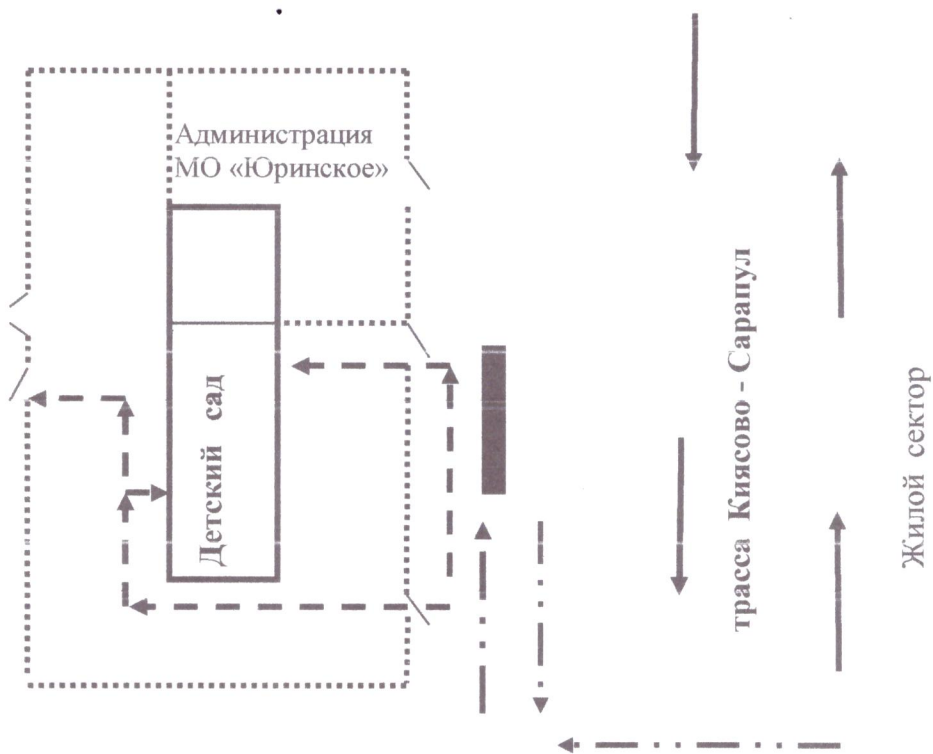 Администрация
МО «Юринское»
Детский сад
трасса Киясово - Сарапул
Жилой сектор